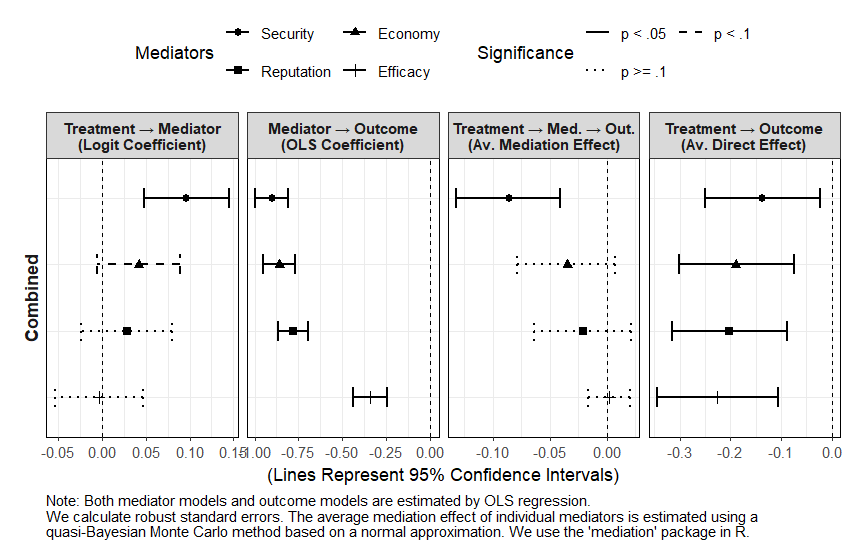 Mediators
Security
Economy
Reputation
Efficacy
Significance
p < .05
p < .1
p >= .1
Treatment → Mediator
(Logit Coefficient)
Mediator → Outcome
(OLS Coefficient)
Treatment → Med. → Out.
(Av. Mediation Effect)
Treatment → Outcome
(Av. Direct Effect)
Combined
-0.05 0.00 0.05 0.10 0.15
-1.00 -0.75 -0.50 -0.25 0.00
-0.10 -0.05 0.00
-0.3 -0.2 -0.1 0.0
(Lines Represent 95% Confidence Intervals)
Note: Both mediator models and outcome models are estimated by OLS regression.
We calculate robust standard errors. The average mediation effect of individual mediators is estimated using a
quasi-Bayesian Monte Carlo method based on a normal approximation. We use the 'mediation' package in R.